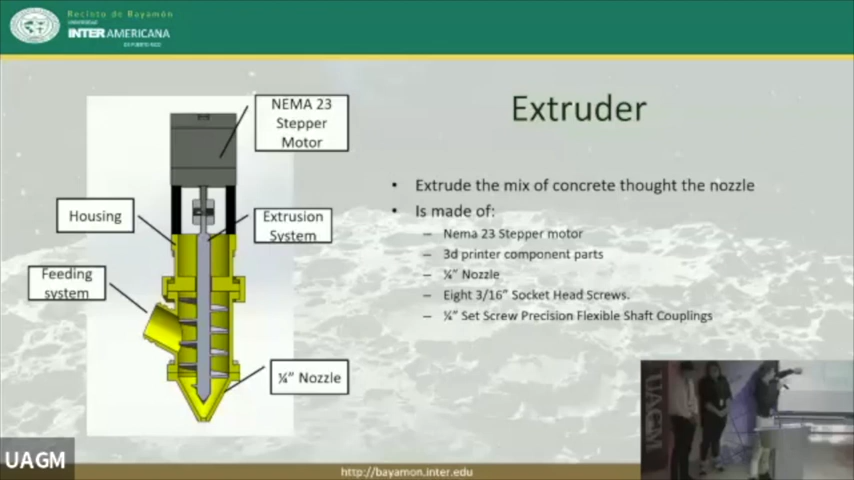 Recinto de Bayamón
UNIVERSIDAD
INTERAMERICANA
DE PUERTO RICO
Extruder
NEMA 23
Stepper
Motor
Housing
Extrusion
System
Feeding
system
¼” Nozzle
• Extrude the mix of concrete thought the nozzle
• Is made of:
– Nema 23 Stepper motor
– 3d printer component parts
– ¼” Nozzle
– Eight 3/16” Socket Head Screws.
– ¼” Set Screw Precision Flexible Shaft Couplings
UAGM
UAGM
http://bayamon.inter.edu